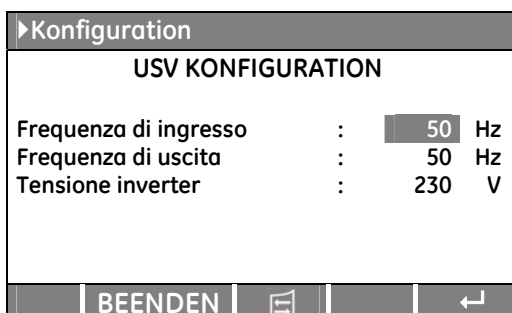 Konfiguration
USV KONFIGURATION
Frequenza di ingresso : 50 Hz
Frequenza di uscita : 50 Hz
Tensione inverter : 230 V
BEENDEN